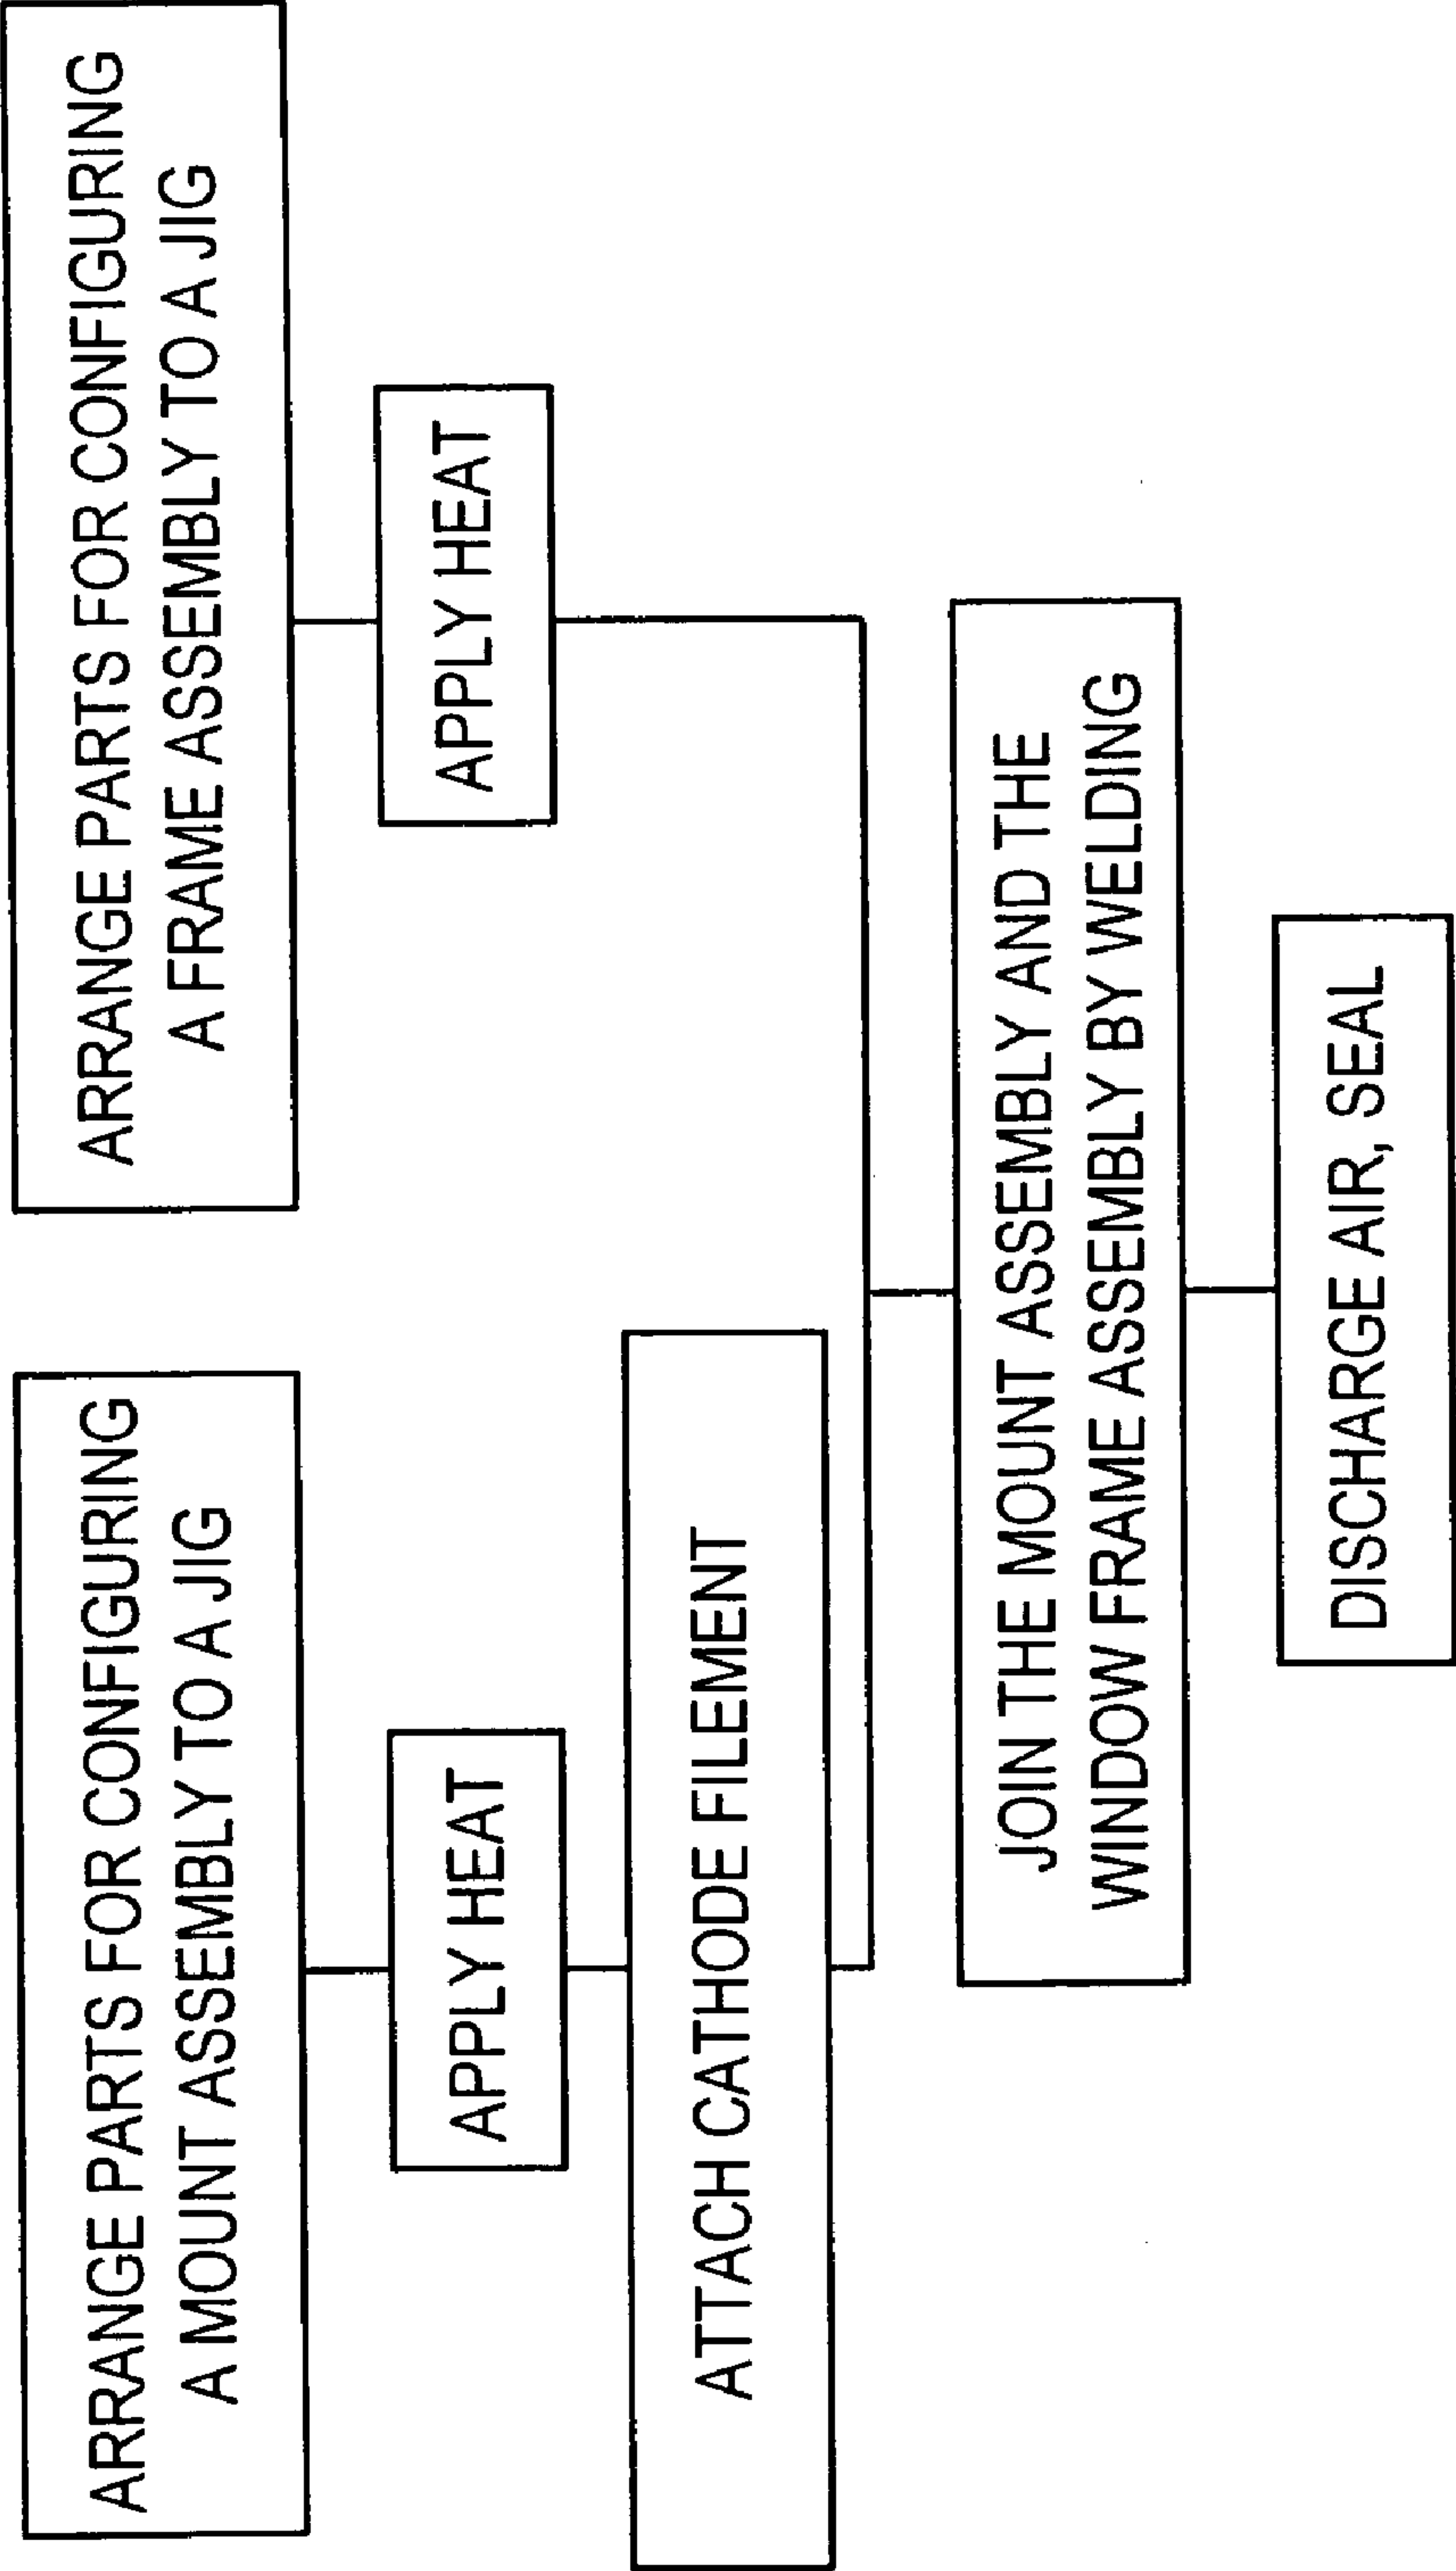 ARRANGE PARTS FOR CONFIGURING
A MOUNT ASSEMBLY TO A JIG
APPLY HEAT
ATTACH CATHODE FILEMENT
ARRANGE PARTS FOR CONFIGURING
A FRAME ASSEMBLY TO A JIG
APPLY HEAT
JOIN THE MOUNT ASSEMBLY AND THE
WINDOW FRAME ASSEMBLY BY WELDING
DISCHARGE AIR, SEAL